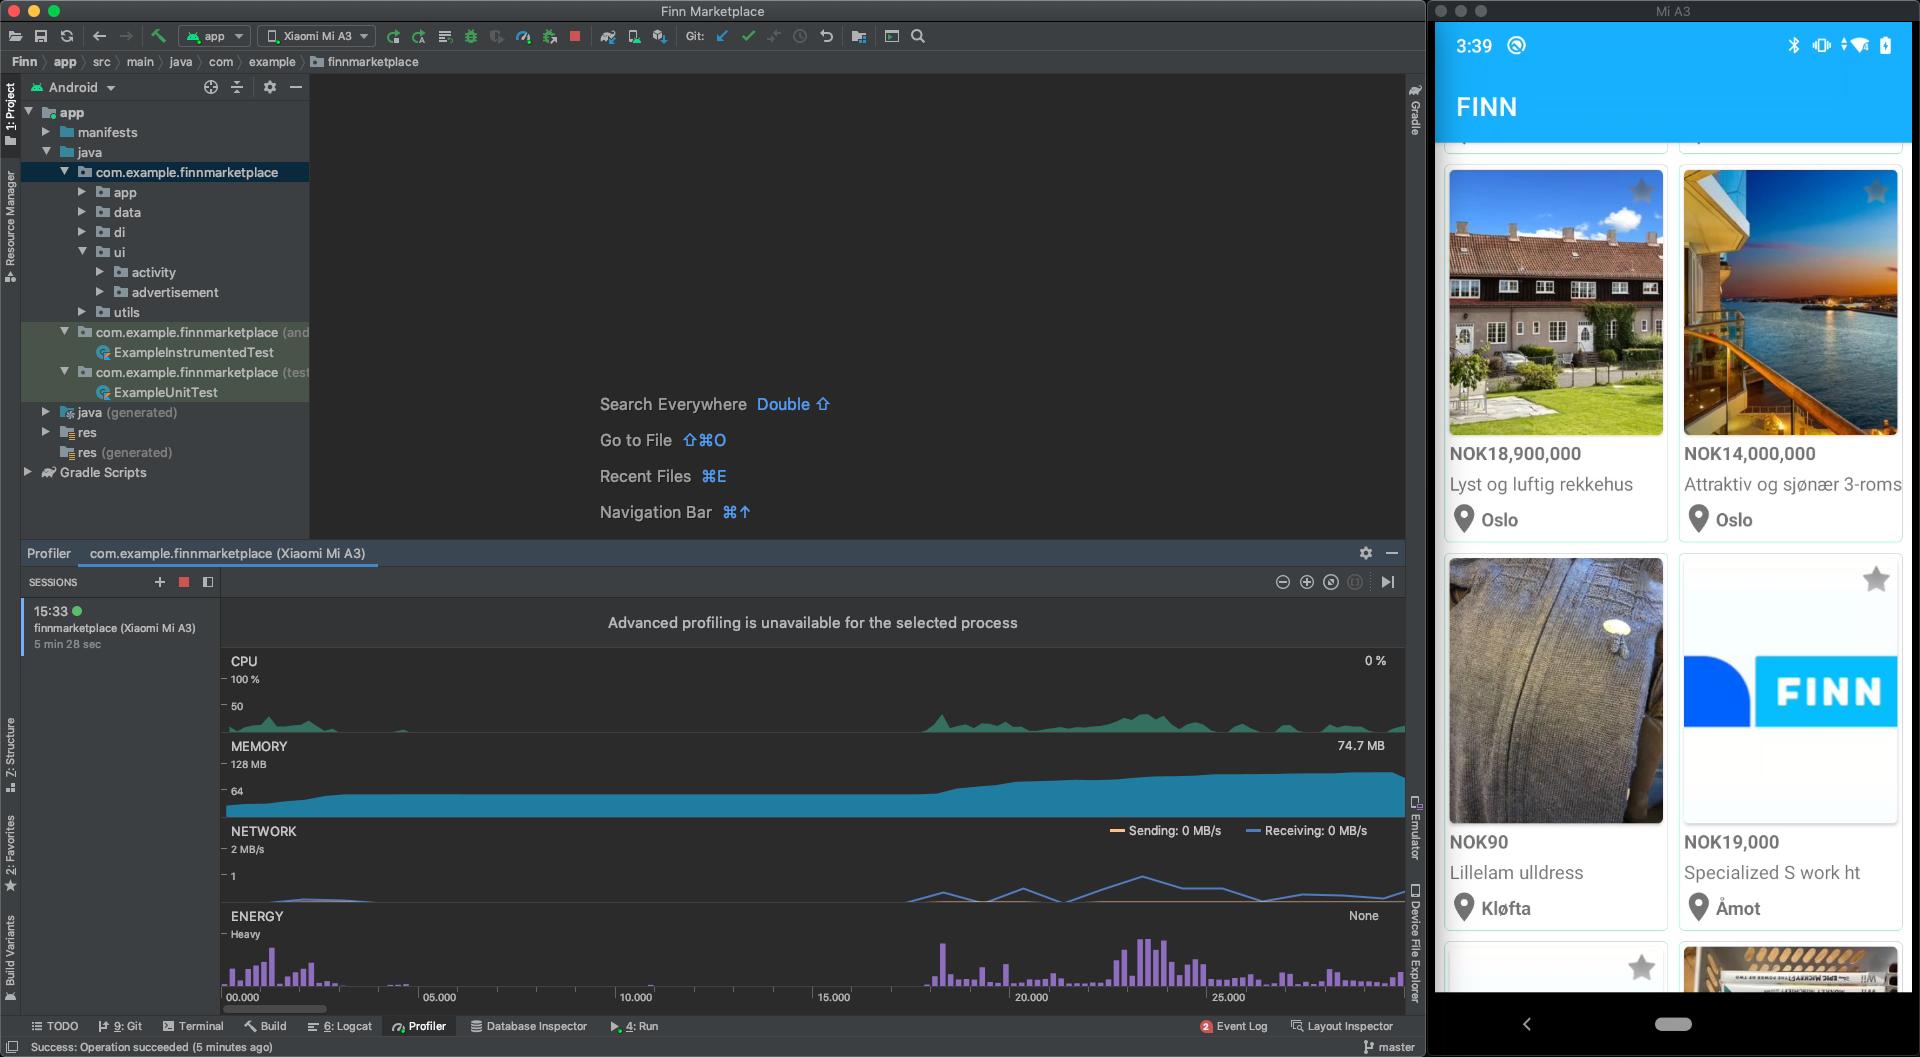 Finn Marketplace
app
Xiaomi Mi A3
Git:
Finn
app
src
main
java
com
example
finnmarketplace
1: Project
Resource Manager
Z: Structure
2: Favorites
Build Variants
Android
app
manifests
java
com.example.finnmarketplace
app
data
di
ui
activity
advertisement
utils
com.example.finnmarketplace (and
ExampleInstrumentedTest
com.example.finnmarketplace (test
ExampleUnitTest
java (generated)
res
res (generated)
Gradle Scripts
Search Everywhere Double ⇧
Go to File ⇧⌘O
Recent Files ⌘E
Navigation Bar ⌘↑
Gradle
Emulator
Device File Explorer
Profiler
com.example.finnmarketplace (Xiaomi Mi A3)
SESSIONS
15:33
finnmarketplace (Xiaomi Mi A3)
5 min 28 sec
Advanced profiling is unavailable for the selected process
CPU
0 %
100 %
50
MEMORY
74.7 MB
128 MB
64
NETWORK
Sending: 0 MB/s
Receiving: 0 MB/s
2 MB/s
1
ENERGY
None
Heavy
00.000
05.000
10.000
15.000
20.000
25.000
TODO
9: Git
Terminal
Build
6: Logcat
Profiler
Database Inspector
4: Run
2 Event Log
Layout Inspector
Success: Operation succeeded (5 minutes ago)
master
Mi A3
3:39
FINN
NOK18,900,000
Lyst og luftig rekkehus
Oslo
NOK14,000,000
Attraktiv og sjønær 3-roms
Oslo
NOK90
Lillelam ulldress
Kløfta
FINN
NOK19,000
Specialized S work ht
Åmot
Wii
EPIC MICKEY